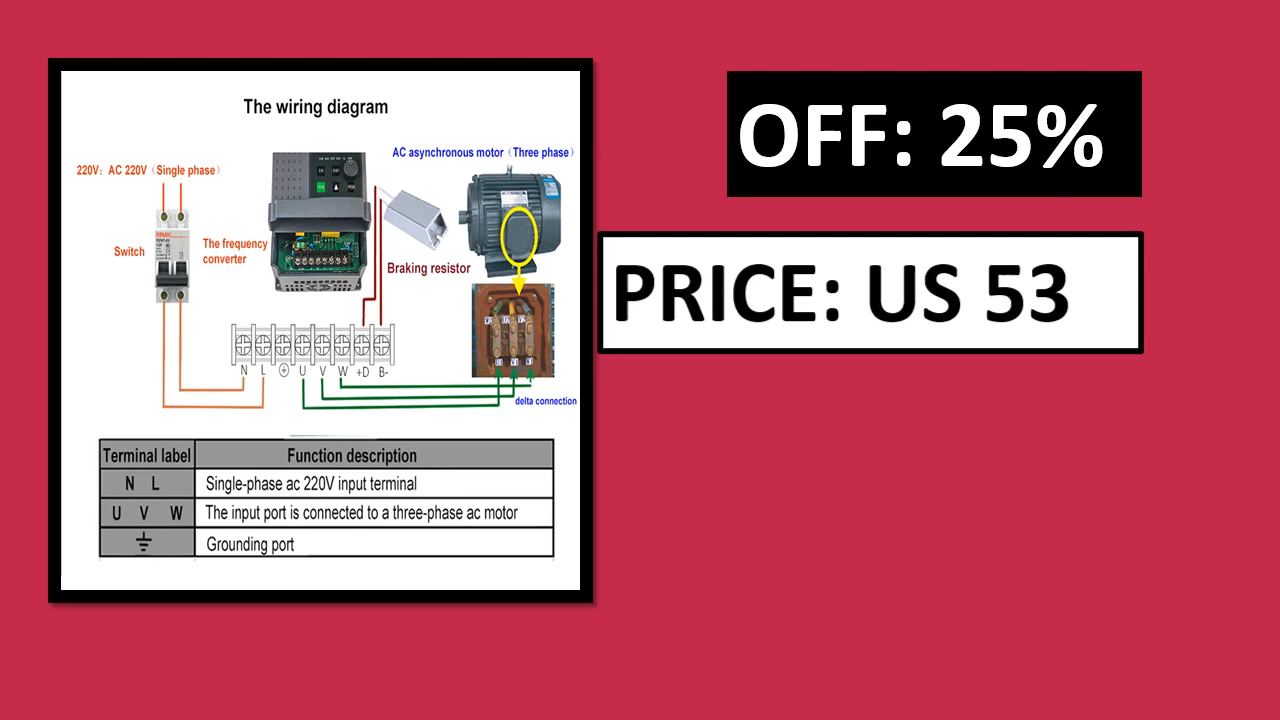 OFF: 25%
PRICE: US 53
The wiring diagram
AC asynchronous motor（Three phase）
220V: AC 220V（Single phase）
Switch
The frequency
converter
Braking resistor
N L U V W +D B-
delta connection
Terminal label Function description
N L Single-phase ac 220V input terminal
U V W The input port is connected to a three-phase ac motor
Grounding port